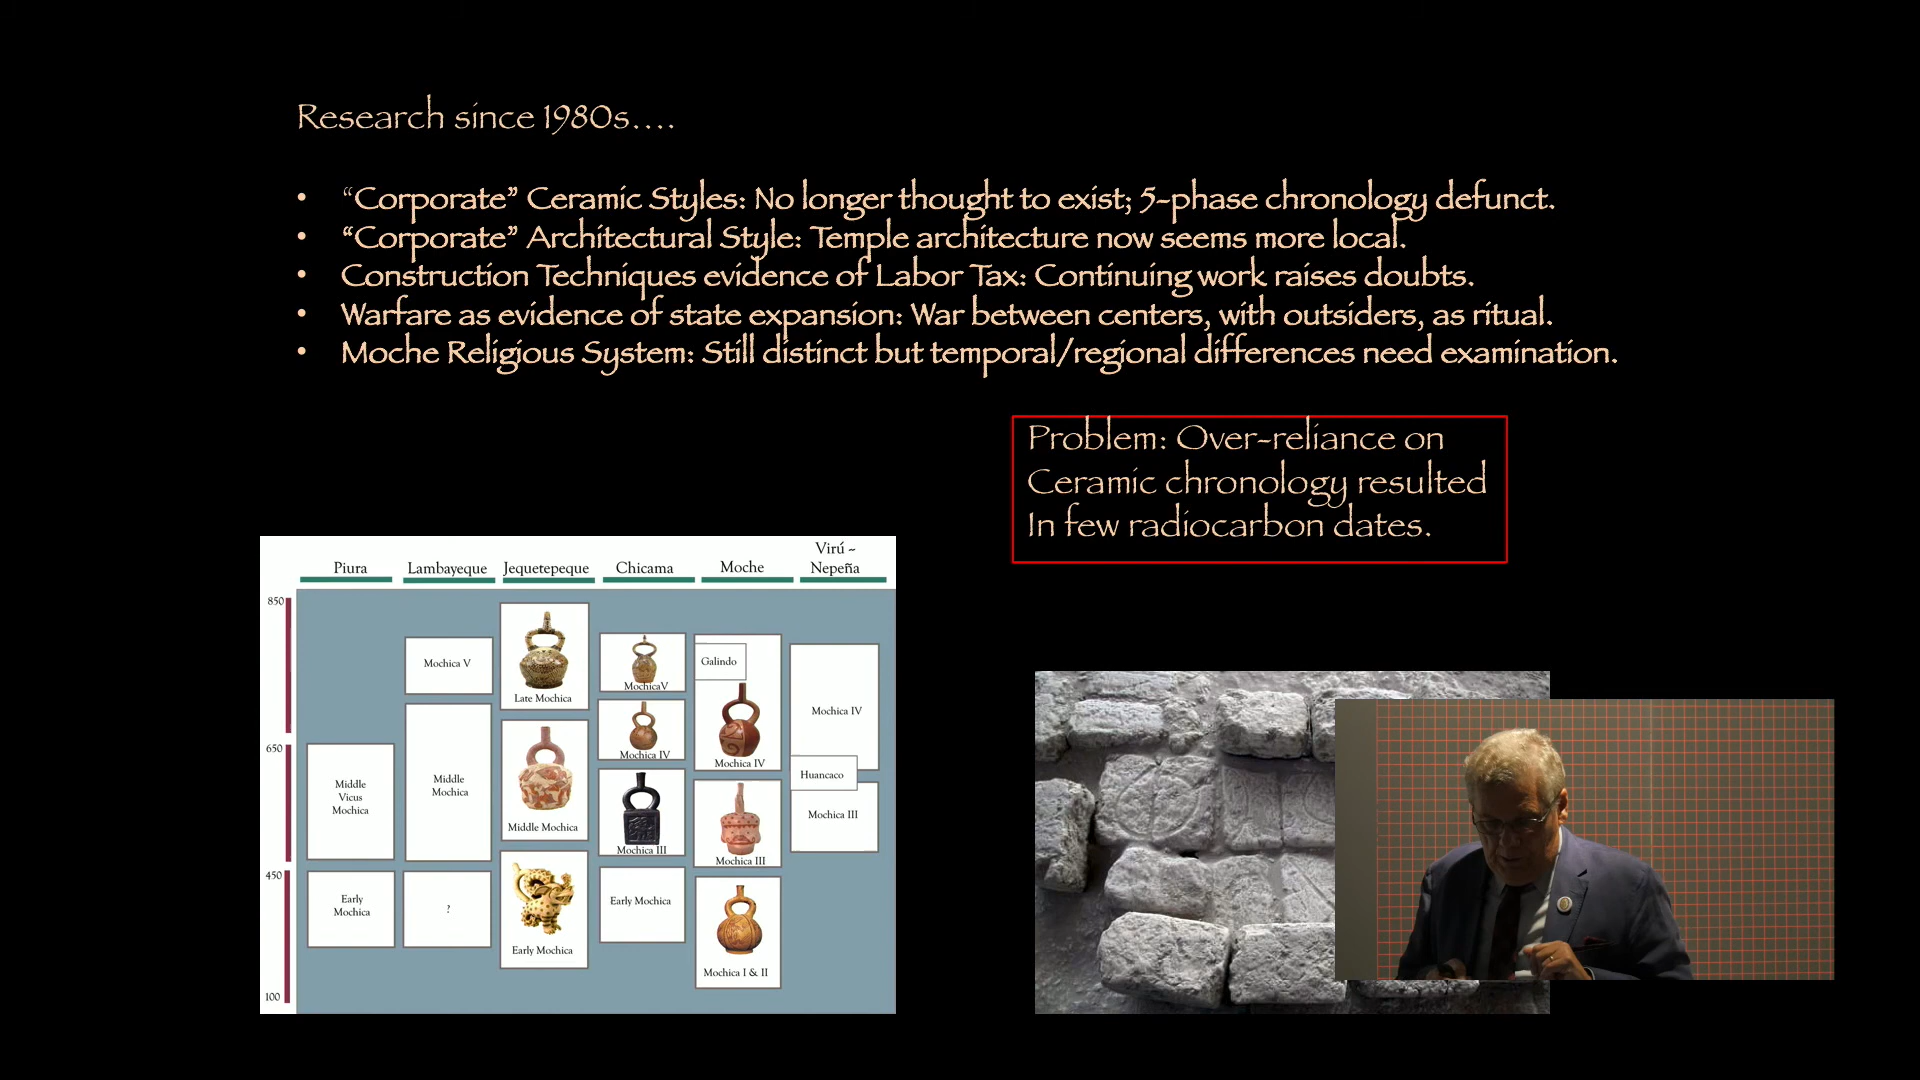 Research since 1980s....
• “Corporate” Ceramic Styles: No longer thought to exist; 5-phase chronology defunct.
• “Corporate” Architectural Style: Temple architecture now seems more local.
• Construction Techniques evidence of Labor Tax: Continuing work raises doubts.
• Warfare as evidence of state expansion: War between centers, with outsiders, as ritual.
• Moche Religious System: Still distinct but temporal/regional differences need examination.
Problem: Over-reliance on
Ceramic chronology resulted
In few radiocarbon dates.
Piura
Lambayeque
Jequetepeque
Chicama
Moche
Virú ~
Nepeña
850
650
450
100
Middle
Vicus
Mochica
Early
Mochica
Mochica V
Middle
Mochica
?
Late Mochica
Middle Mochica
Early Mochica
MochicaV
Mochica IV
Mochica III
Early Mochica
Galindo
Mochica IV
Mochica III
Mochica I & II
Mochica IV
Huancaco
Mochica III